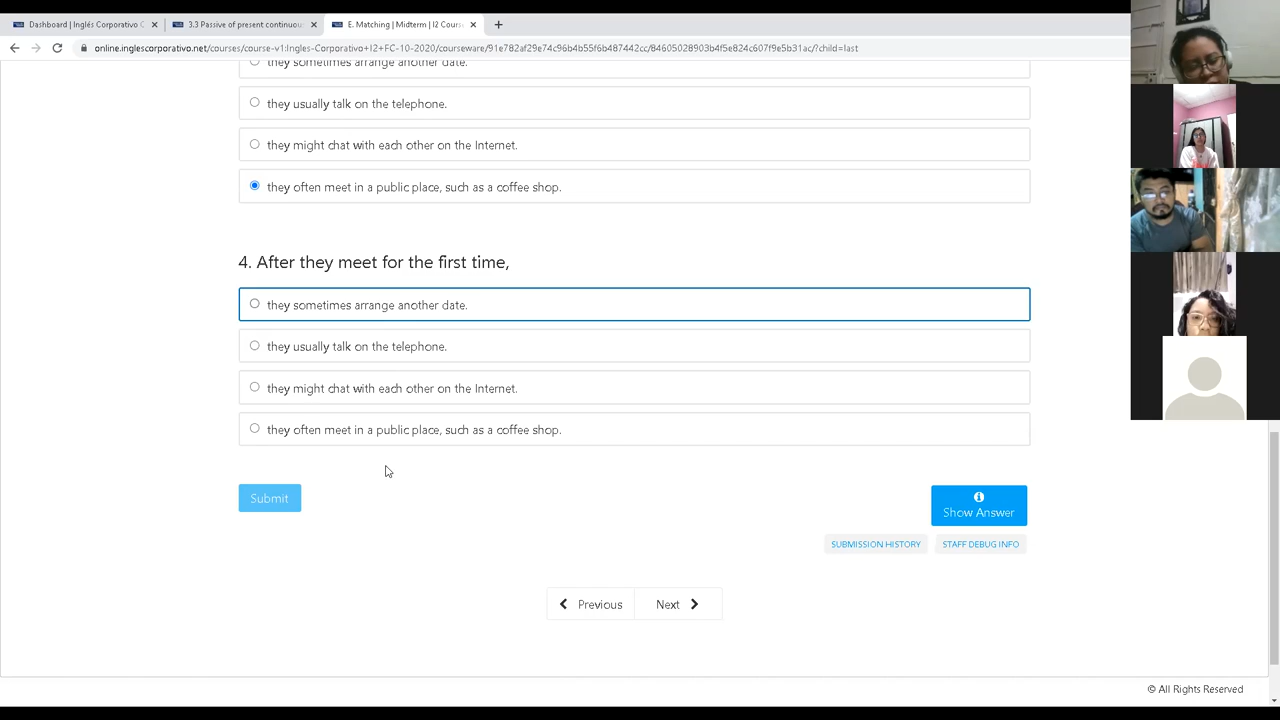 Dashboard | Inglés Corporativo C
3.3 Passive of present continuou
E. Matching | Midterm | I2 Cours
online.inglescorporativo.net/courses/course-v1:Ingles-Corporativo+I2+FC-10-2020/courseware/91e782af29e74c96b4b55f6b487442cc/84605028903b4f5e824c607f9e5b31ac/?child=last
they sometimes arrange another date.
they usually talk on the telephone.
they might chat with each other on the Internet.
they often meet in a public place, such as a coffee shop.
4. After they meet for the first time,
they sometimes arrange another date.
they usually talk on the telephone.
they might chat with each other on the Internet.
they often meet in a public place, such as a coffee shop.
Submit
Show Answer
SUBMISSION HISTORY
STAFF DEBUG INFO
Previous
Next
© All Rights Reserved